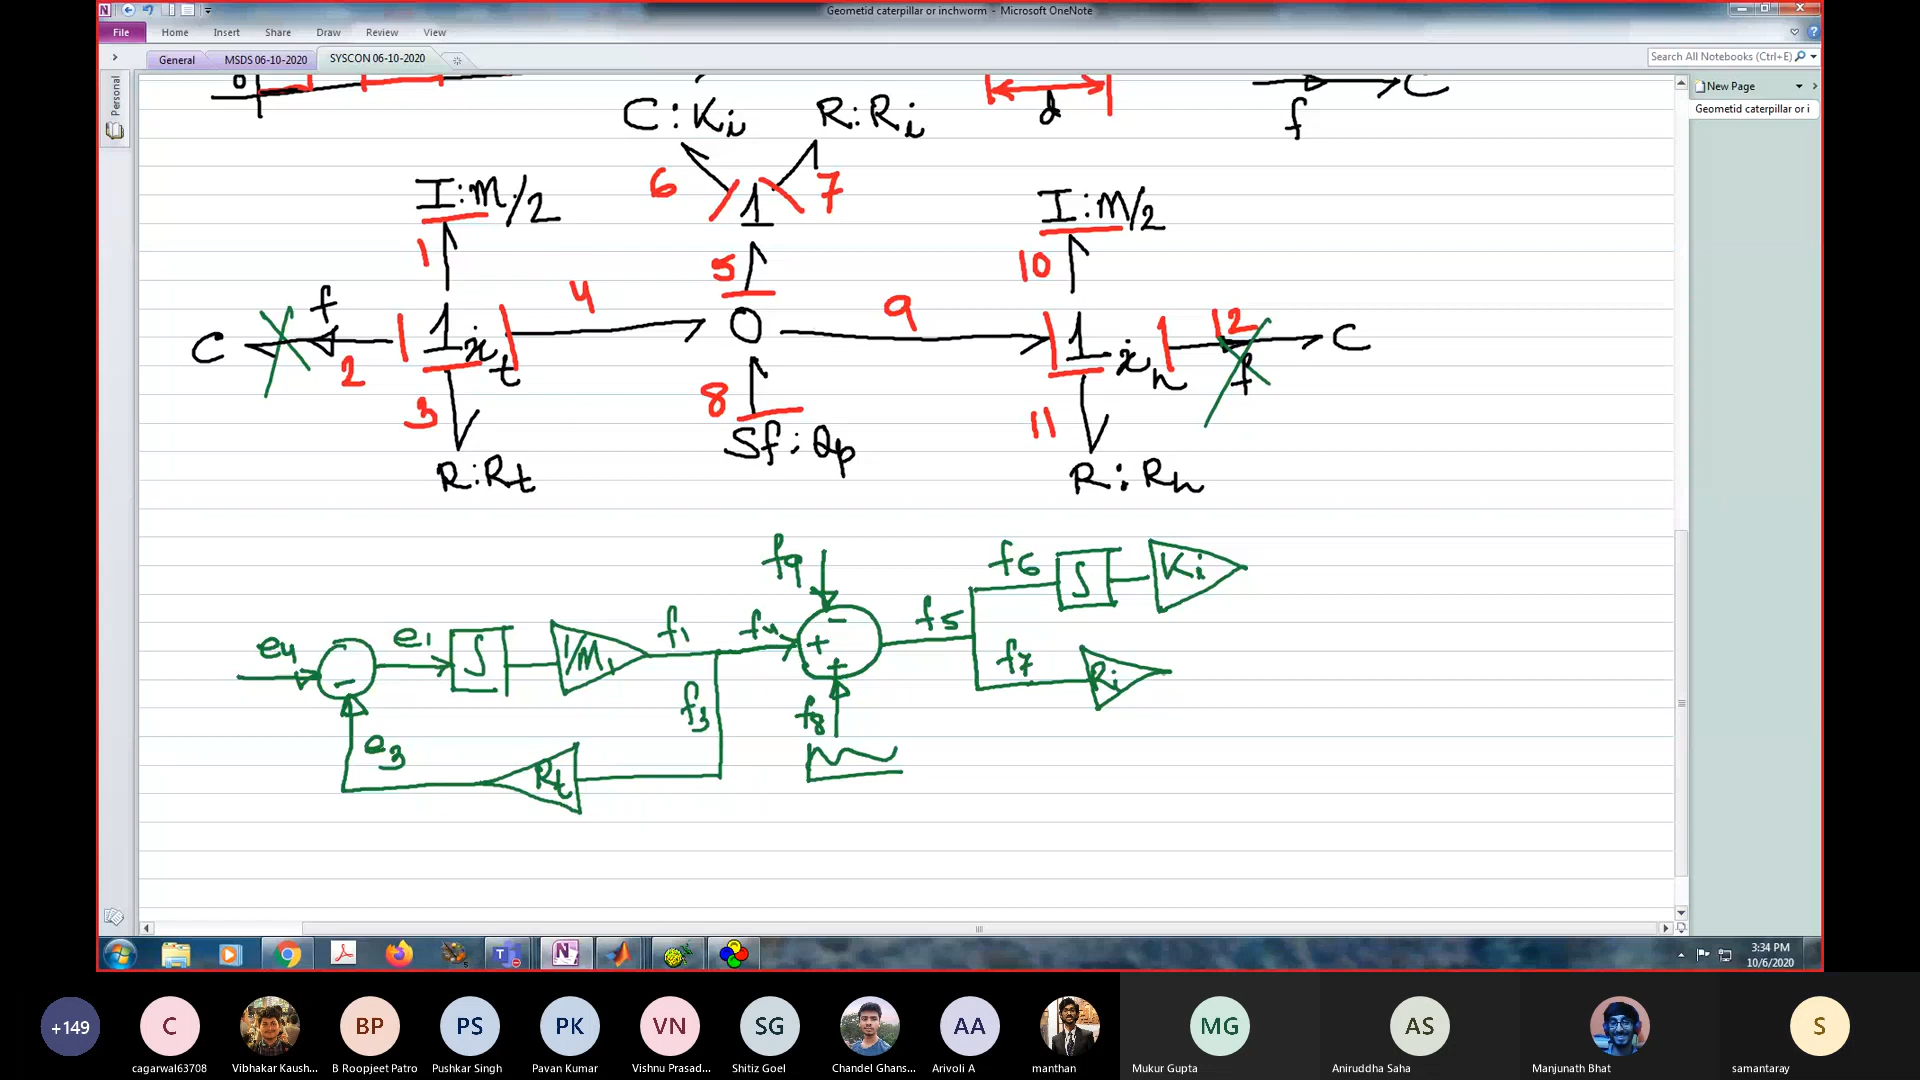 Geometid caterpillar or inchworm - Microsoft OneNote
File Home Insert Share Draw Review View
General MSDS 06-10-2020 SYSCON 06-10-2020
Search All Notebooks (Ctrl+E)
Personal
New Page
Geometid caterpillar or i
0
d
f
C
C : Ki
R : Ri
6
7
I : M/2
1
I : M/2
1
5
10
4
9
f
C
2
1 ẋt
0
1 ẋh
12
f
C
3
8
11
R : Rt
Sf : Qp
R : Rh
f9
f6
∫
Ki
e4
e1
∫
1/M1
f1
f4
-
+
+
f5
-
f7
Ri
f3
f8
e3
Rt
3:34 PM
10/6/2020
+149
C
BP
PS
PK
VN
SG
AA
MG
AS
S
cagarwal63708
Vibhakar Kaush...
B Roopjeet Patro
Pushkar Singh
Pavan Kumar
Vishnu Prasad...
Shitiz Goel
Chandel Ghans...
Arivoli A
manthan
Mukur Gupta
Aniruddha Saha
Manjunath Bhat
samantaray